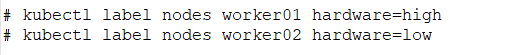 # kubectl label nodes worker01 hardware=high
# kubectl label nodes worker02 hardware=low